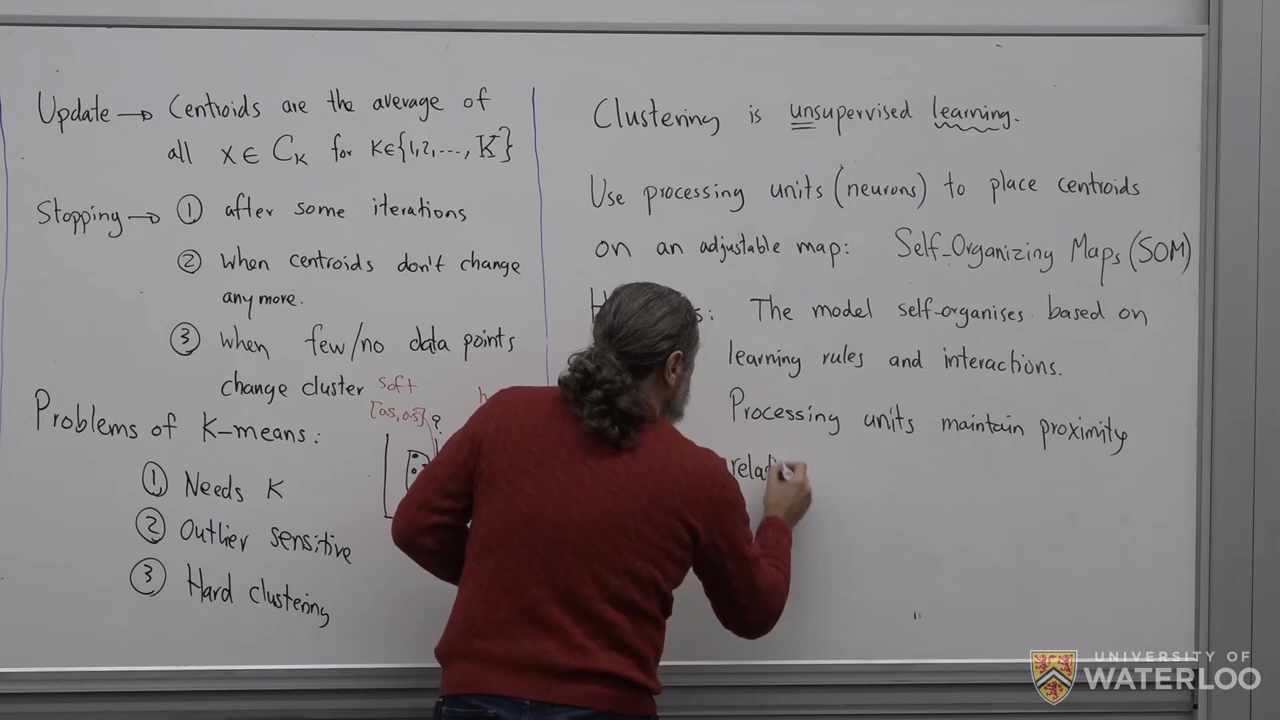 Update → Centroids are the average of
all x ∈ C_K for K∈{1,2,..., K}
Stopping → ① after some iterations
② when centroids don't change
any more.
③ when few/no data points
change cluster
soft
[0.5, 0.5] ?
Problems of K-means:
① Needs K
② Outlier sensitive
③ Hard clustering
Clustering is unsupervised learning.
Use processing units (neurons) to place centroids
on an adjustable map: Self-Organizing Maps (SOM)
The model self-organises based on
learning rules and interactions.
Processing units maintain proximity
UNIVERSITY OF
WATERLOO